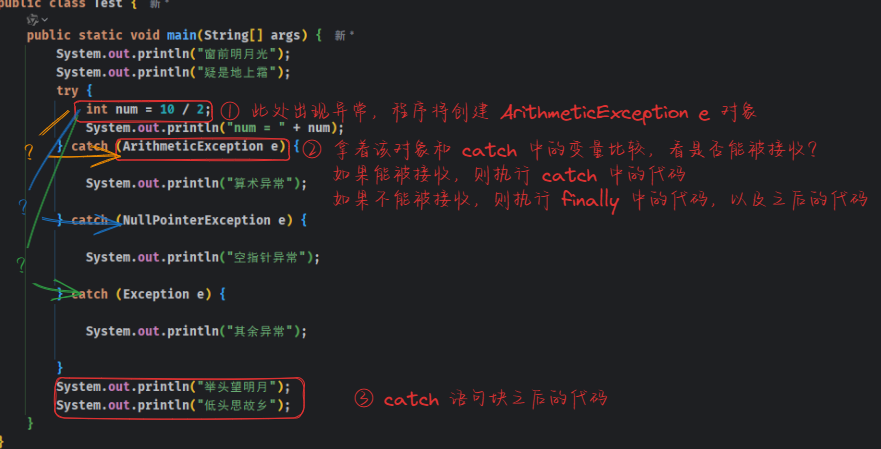 public class Test { 新 *
public static void main(String[] args) { 新 *
System.out.println("窗前明月光");
System.out.println("疑是地上霜");
try {
int num = 10 / 2; ① 此处出现异常，程序将创建 ArithmeticException e 对象
System.out.println("num = " + num);
} catch (ArithmeticException e) { ② 拿着该对象和 catch 中的变量比较，看是否能被接收？
?
如果能被接收，则执行 catch 中的代码
System.out.println("算术异常");
如果不能被接收，则执行 finally 中的代码，以及之后的代码
?
} catch (NullPointerException e) {
System.out.println("空指针异常");
?
} catch (Exception e) {
System.out.println("其余异常");
}
System.out.println("举头望明月");
System.out.println("低头思故乡");
③ catch 语句块之后的代码
}
}